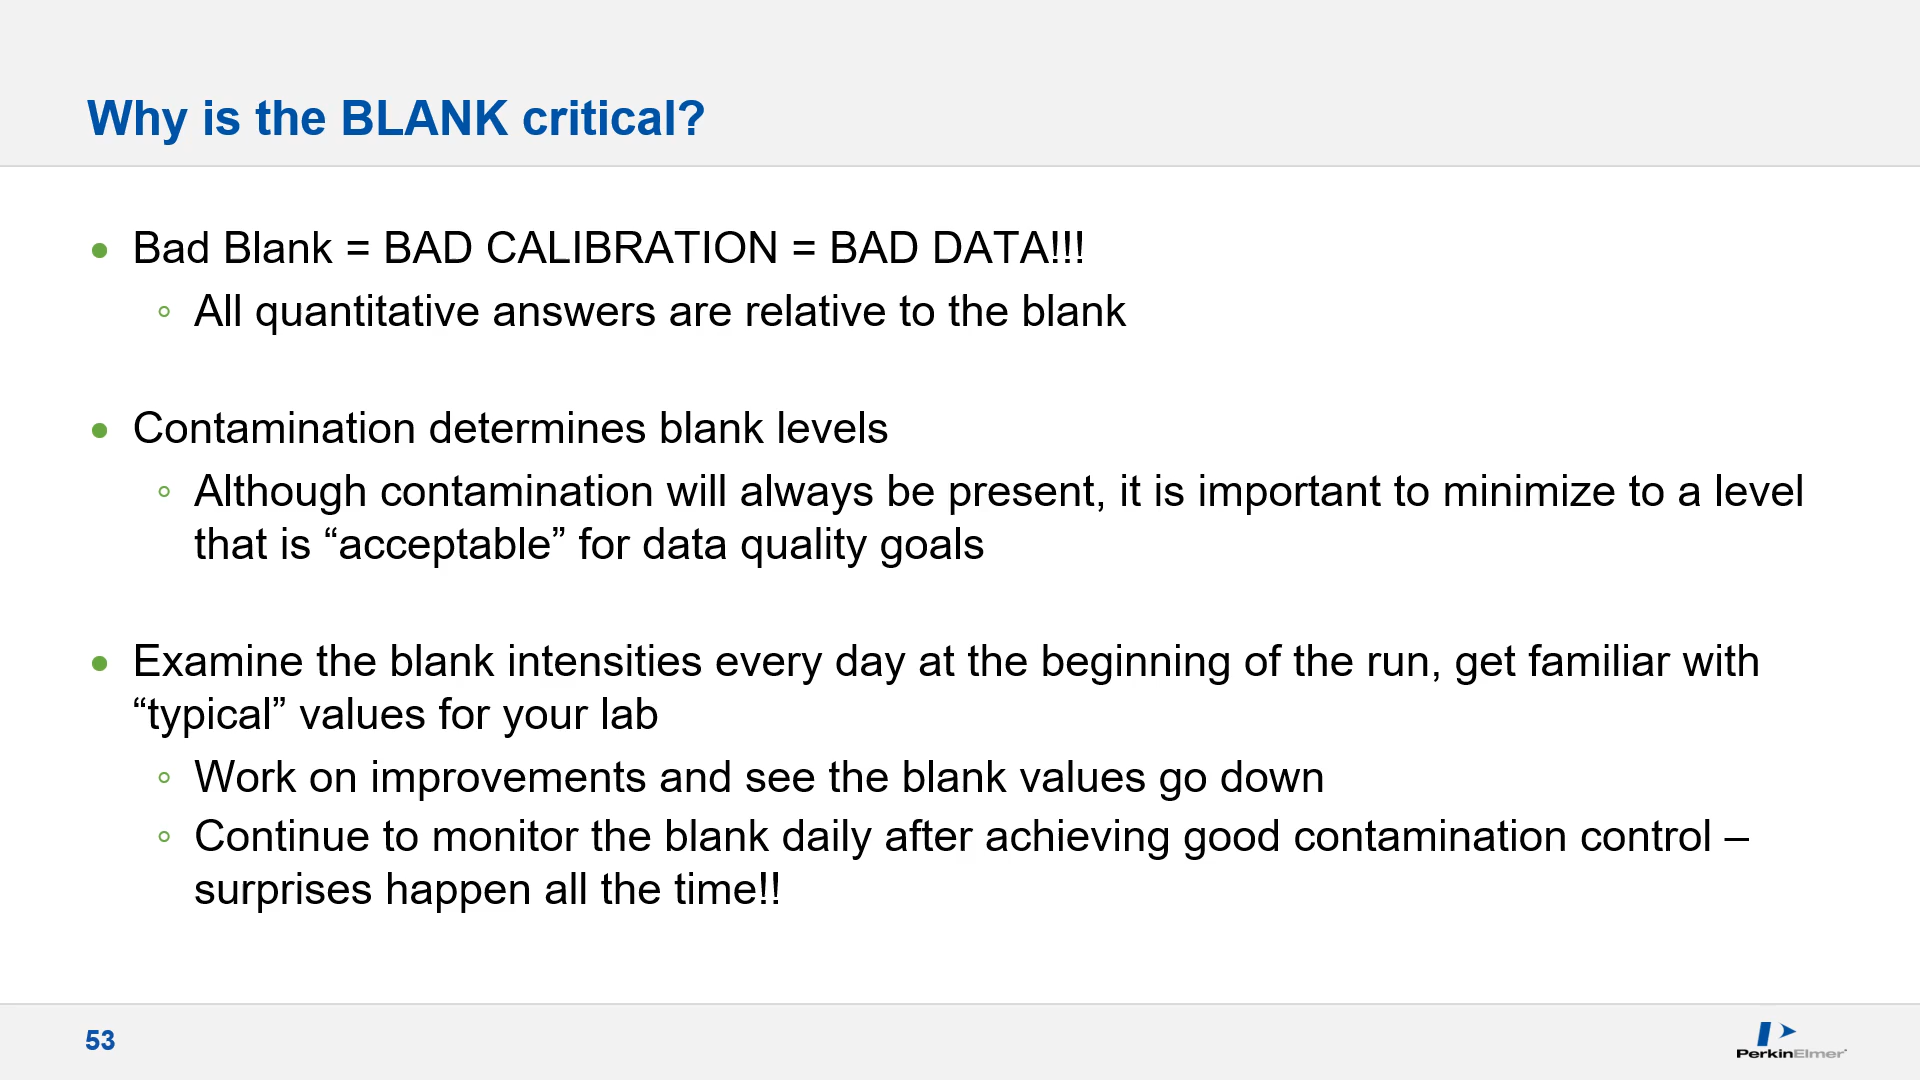 Why is the BLANK critical?
• Bad Blank = BAD CALIBRATION = BAD DATA!!!
◦ All quantitative answers are relative to the blank
• Contamination determines blank levels
◦ Although contamination will always be present, it is important to minimize to a level
that is “acceptable” for data quality goals
• Examine the blank intensities every day at the beginning of the run, get familiar with
“typical” values for your lab
◦ Work on improvements and see the blank values go down
◦ Continue to monitor the blank daily after achieving good contamination control –
surprises happen all the time!!
53
PerkinElmer